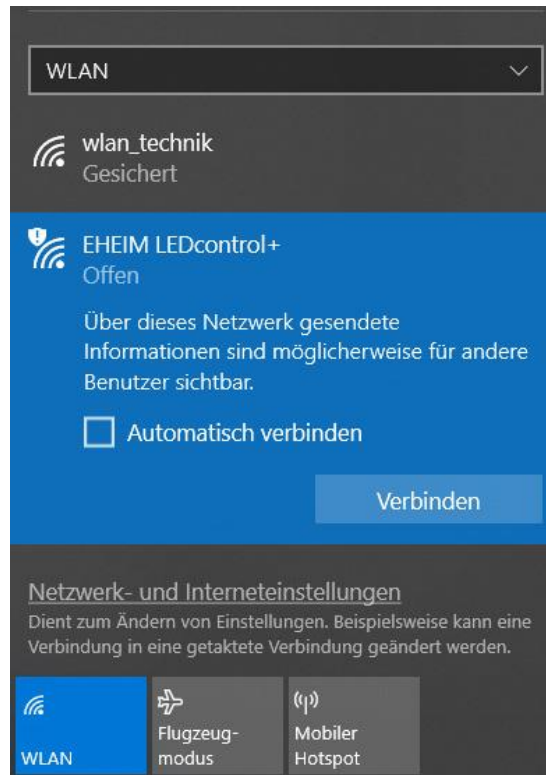 WLAN
wlan_technik
Gesichert
EHEIM LEDcontrol+
Offen
Über dieses Netzwerk gesendete
Informationen sind möglicherweise für andere
Benutzer sichtbar.
Automatisch verbinden
Verbinden
Netzwerk- und Interneteinstellungen
Dient zum Ändern von Einstellungen. Beispielsweise kann eine
Verbindung in eine getaktete Verbindung geändert werden.
WLAN
Flugzeug-
modus
Mobiler
Hotspot